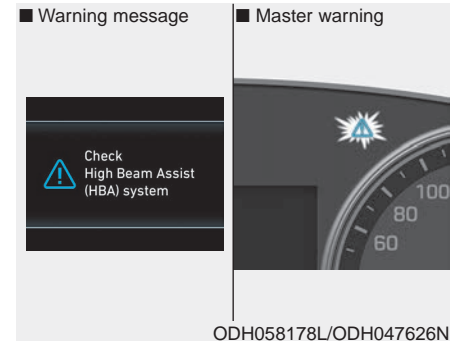 ■ Warning message
■ Master warning
Check
High Beam Assist
(HBA) system
100
80
60
ODH058178L/ODH047626N